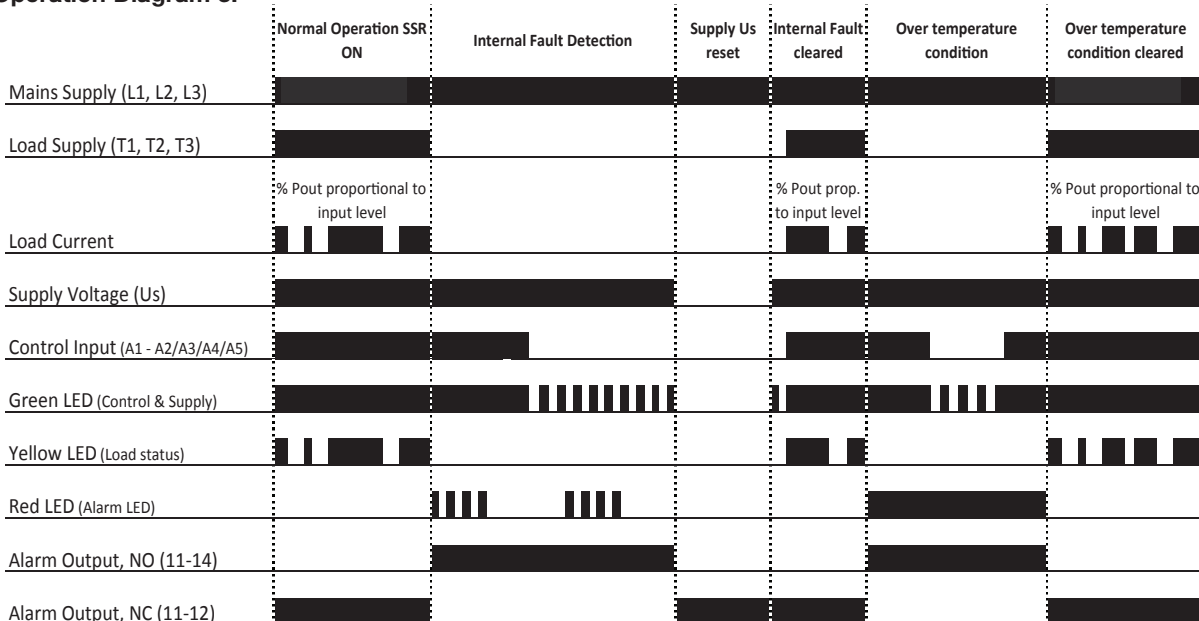 Operation Diagram 3:
Normal Operation SSR
ON
Internal Fault Detection
Supply Us
reset
Internal Fault
cleared
Over temperature
condition
Over temperature
condition cleared
Mains Supply (L1, L2, L3)
Load Supply (T1, T2, T3)
% Pout proportional to
input level
% Pout prop.
to input level
% Pout proportional to
input level
Load Current
Supply Voltage (Us)
Control Input (A1 - A2/A3/A4/A5)
Green LED (Control & Supply)
Yellow LED (Load status)
Red LED (Alarm LED)
Alarm Output, NO (11-14)
Alarm Output, NC (11-12)